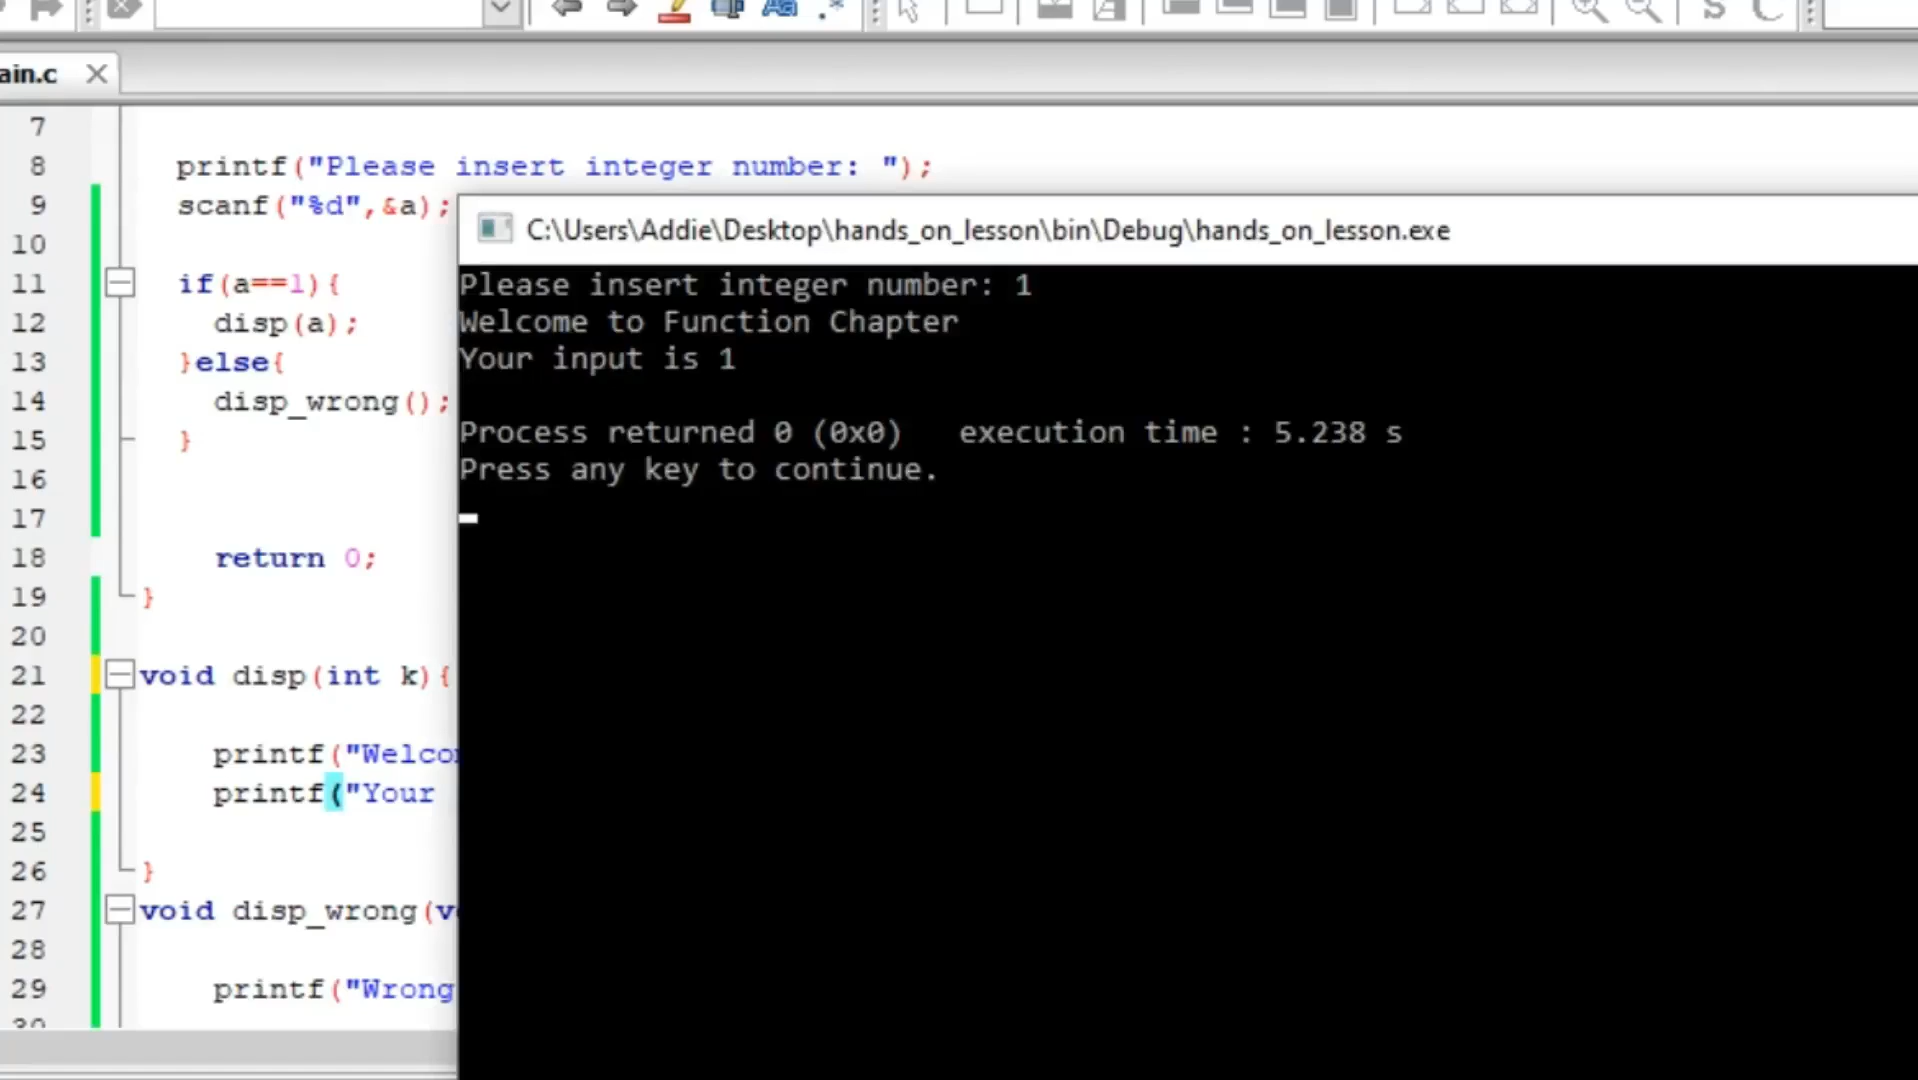 ain.c
7
8 printf("Please insert integer number: ");
9 scanf("%d",&a);
10
11 if(a==1){
12 disp(a);
13 }else{
14 disp_wrong();
15 }
16
17
18 return 0;
19 }
20
21 void disp(int k){
22
23 printf("Welco
24 printf("Your
25
26 }
27 void disp_wrong(v
28
29 printf("Wrong
30
C:\Users\Addie\Desktop\hands_on_lesson\bin\Debug\hands_on_lesson.exe
Please insert integer number: 1
Welcome to Function Chapter
Your input is 1
Process returned 0 (0x0)   execution time : 5.238 s
Press any key to continue.